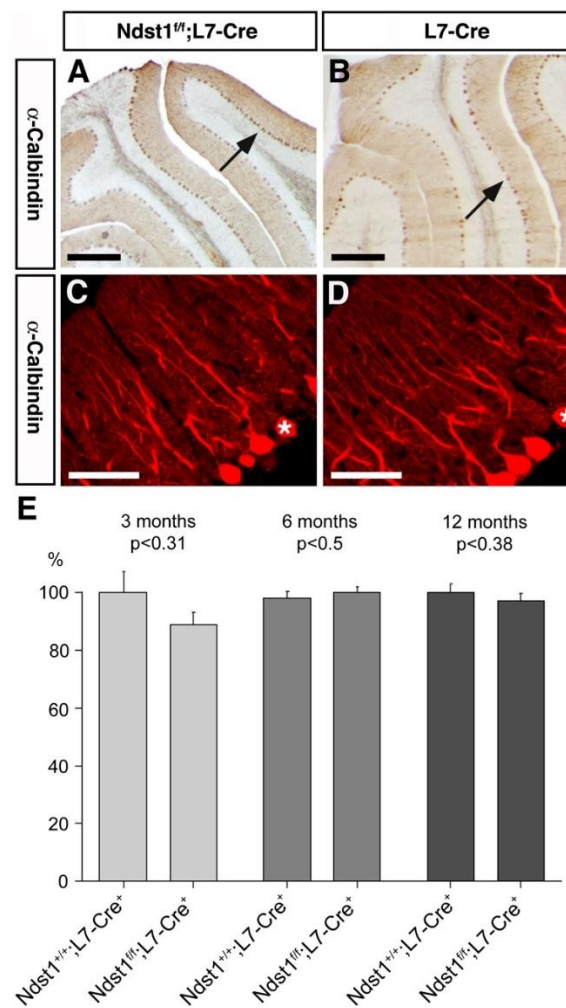 Ndst1f/f;L7-Cre
L7-Cre
α-Calbindin
A
B
α-Calbindin
C
*
D
*
E
3 months
p<0.31
6 months
p<0.5
12 months
p<0.38
%
100
80
60
40
20
0
Ndst1+/+;L7-Cre+
Ndst1f/f;L7-Cre+
Ndst1+/+;L7-Cre+
Ndst1f/f;L7-Cre+
Ndst1+/+;L7-Cre+
Ndst1f/f;L7-Cre+